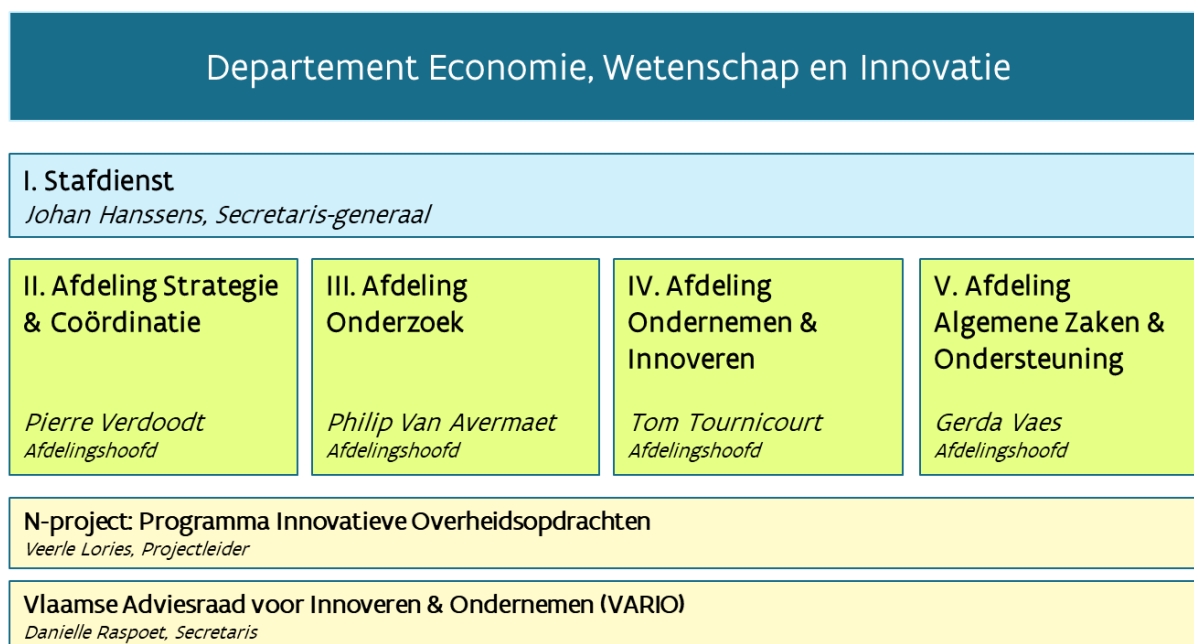 Departement Economie, Wetenschap en Innovatie
I. Stafdienst
Johan Hanssens, Secretaris-generaal
II. Afdeling Strategie
& Coördinatie
Pierre Verdoodt
Afdelingshoofd
III. Afdeling
Onderzoek
Philip Van Avermaet
Afdelingshoofd
IV. Afdeling
Ondernemen &
Innoveren
Tom Tournicourt
Afdelingshoofd
V. Afdeling
Algemene Zaken &
Ondersteuning
Gerda Vaes
Afdelingshoofd
N-project: Programma Innovatieve Overheidsopdrachten
Veerle Lories, Projectleider
Vlaamse Adviesraad voor Innoveren & Ondernemen (VARIO)
Danielle Raspoet, Secretaris